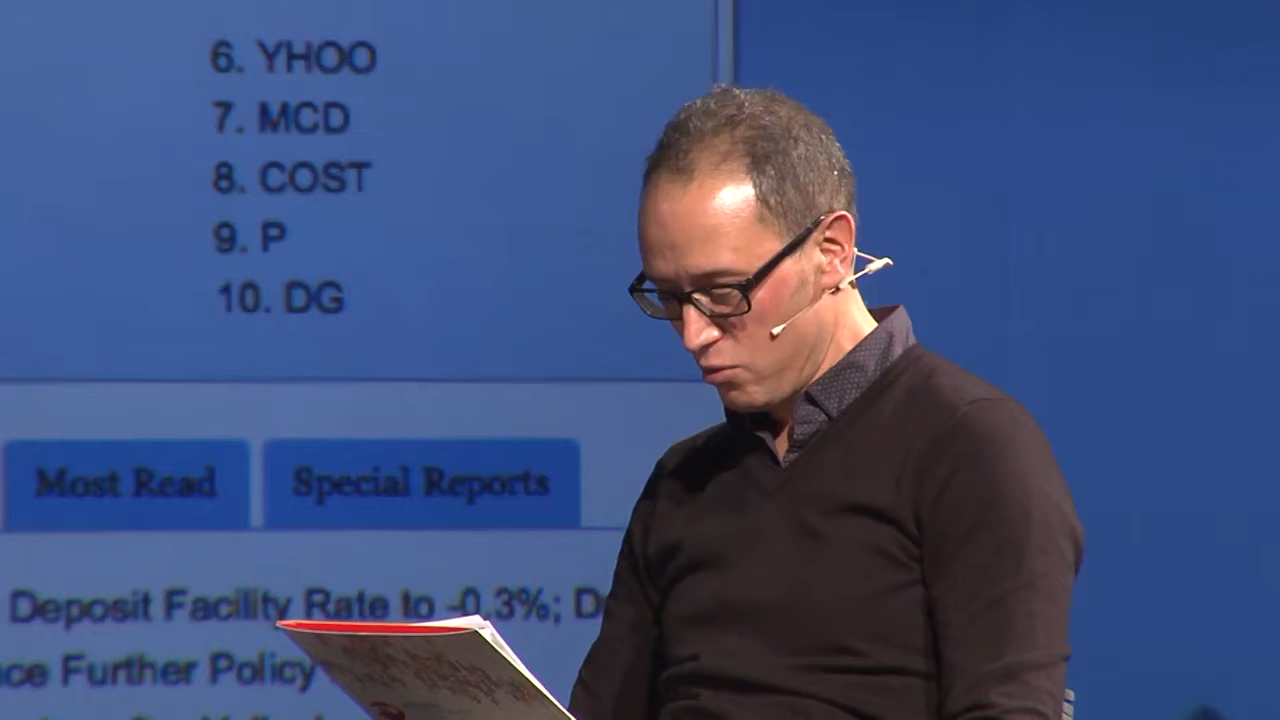 6. YHOO
7. MCD
8. COST
9. P
10. DG
Most Read
Special Reports
Deposit Facility Rate to -0.3%; D
ce Further Policy